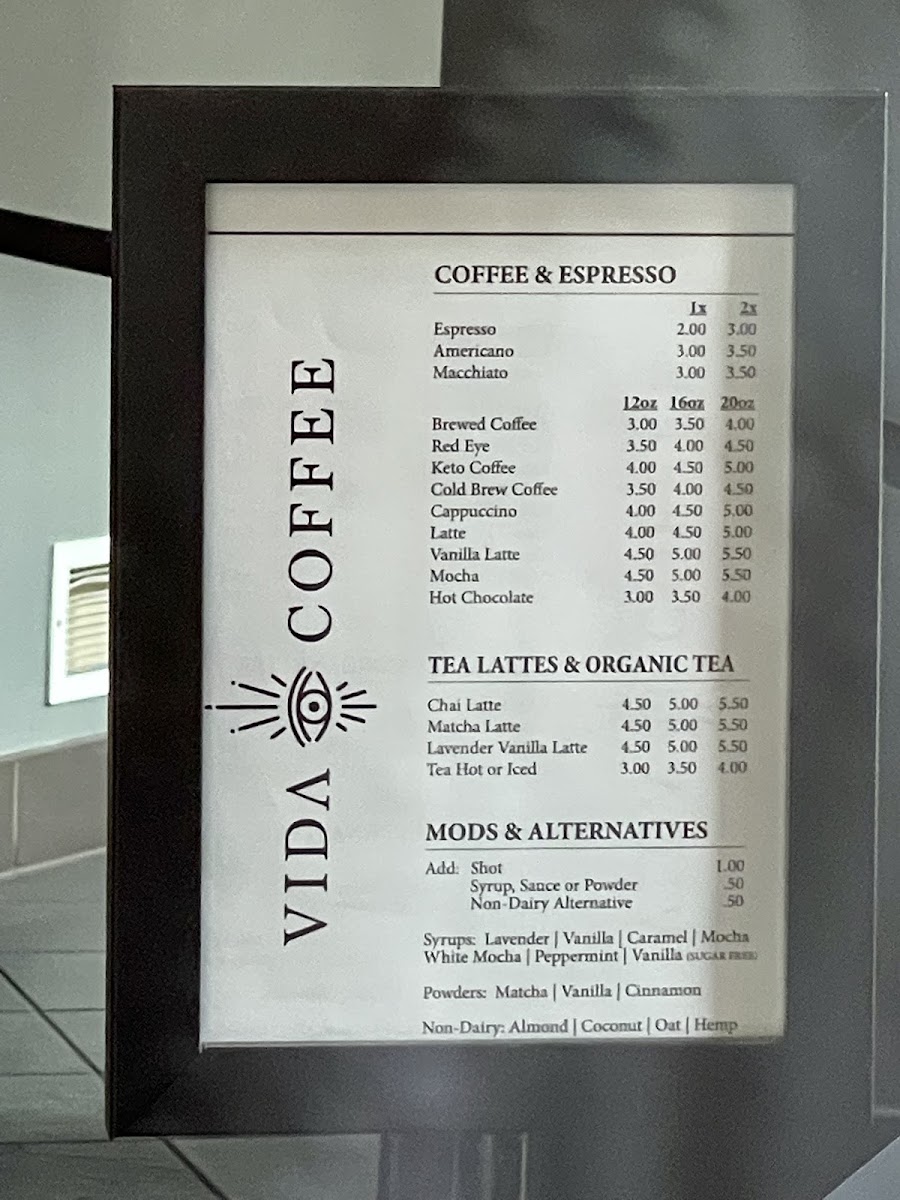 VIDA COFFEE
COFFEE & ESPRESSO
1x 2x
Espresso 2.00 3.00
Americano 3.00 3.50
Macchiato 3.00 3.50
12oz 16oz 20oz
Brewed Coffee 3.00 3.50 4.00
Red Eye 3.50 4.00 4.50
Keto Coffee 4.00 4.50 5.00
Cold Brew Coffee 3.50 4.00 4.50
Cappuccino 4.00 4.50 5.00
Latte 4.00 4.50 5.00
Vanilla Latte 4.50 5.00 5.50
Mocha 4.50 5.00 5.50
Hot Chocolate 3.00 3.50 4.00
TEA LATTES & ORGANIC TEA
Chai Latte 4.50 5.00 5.50
Matcha Latte 4.50 5.00 5.50
Lavender Vanilla Latte 4.50 5.00 5.50
Tea Hot or Iced 3.00 3.50 4.00
MODS & ALTERNATIVES
Add: Shot 1.00
Syrup, Sauce or Powder .50
Non-Dairy Alternative .50
Syrups: Lavender | Vanilla | Caramel | Mocha
White Mocha | Peppermint | Vanilla (SUGAR FREE)
Powders: Matcha | Vanilla | Cinnamon
Non-Dairy: Almond | Coconut | Oat | Hemp